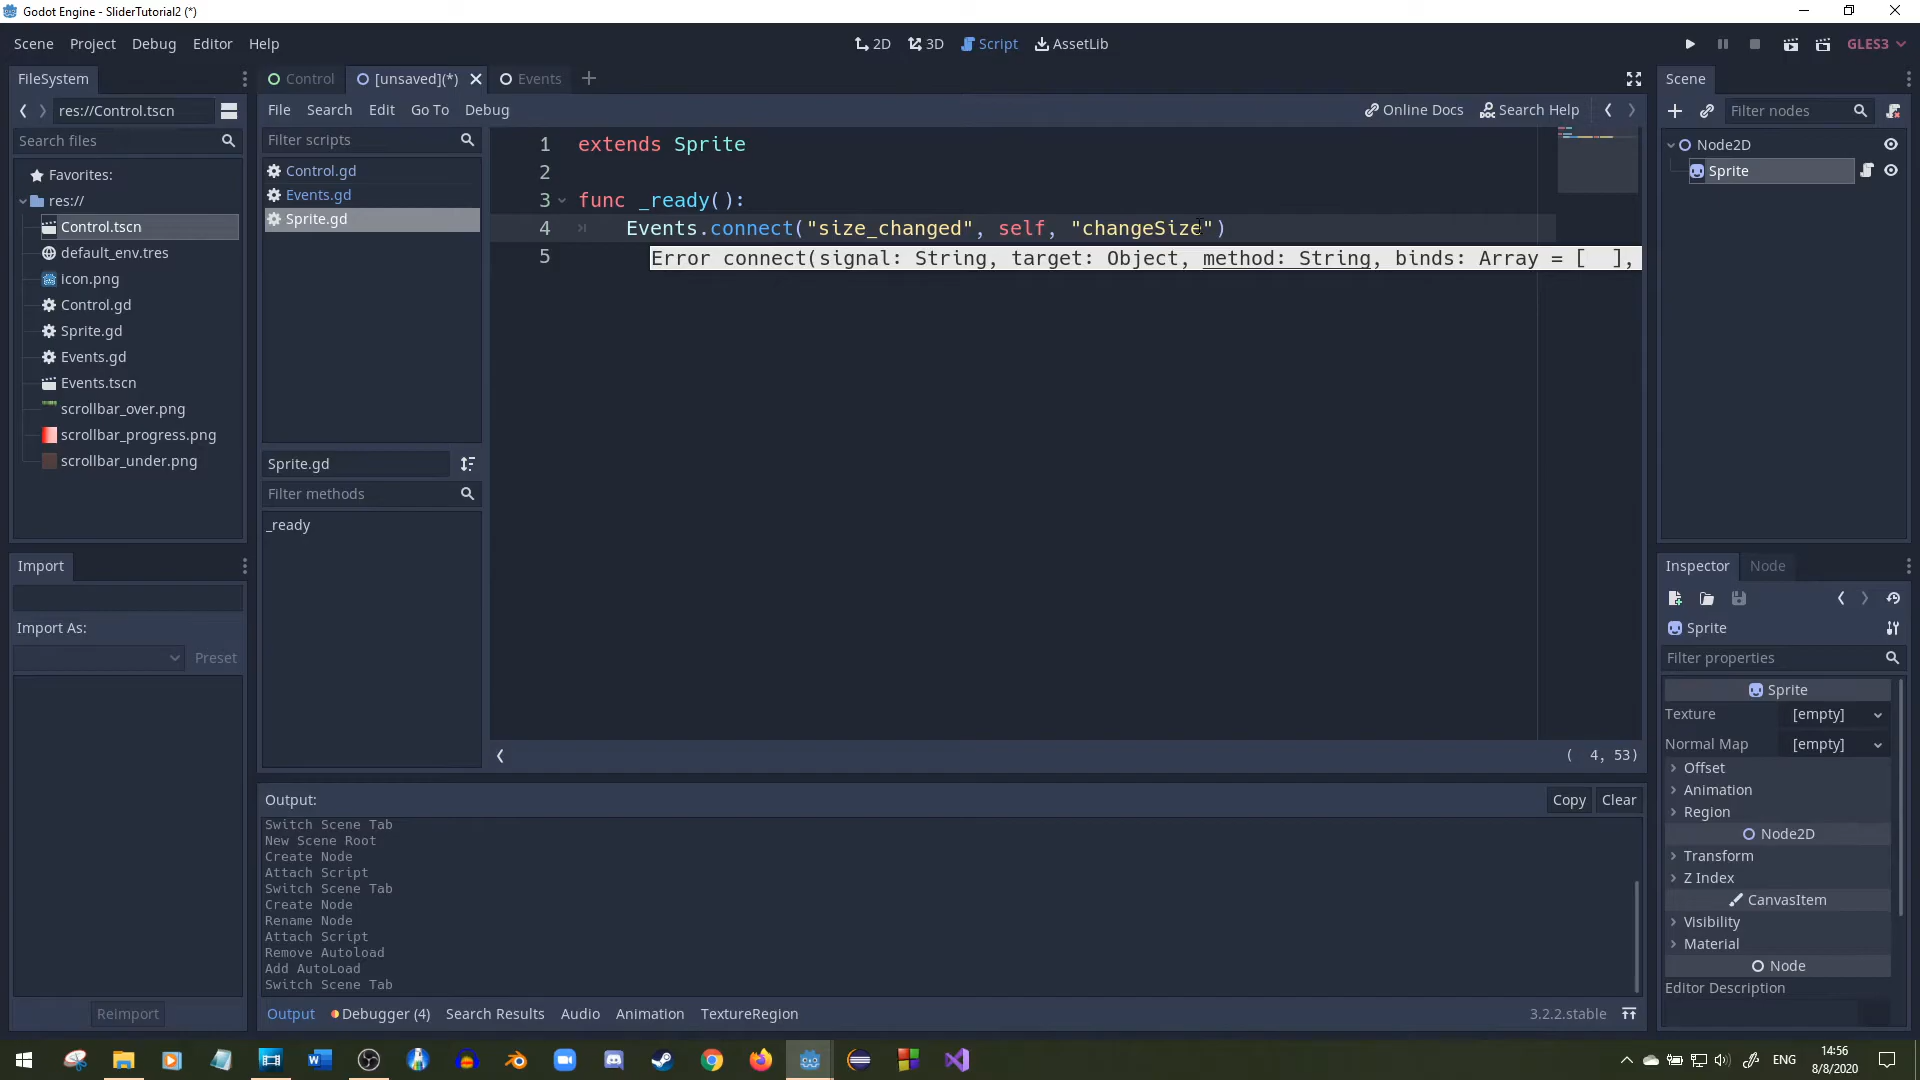 Godot Engine - SliderTutorial2 (*)
Scene Project Debug Editor Help
2D 3D Script AssetLib
GLES3
FileSystem
Control [unsaved](*) Events
Scene
res://Control.tscn
File Search Edit Go To Debug
Online Docs Search Help
Filter nodes
Search files
Filter scripts
Favorites:
res://
Control.tscn
default_env.tres
icon.png
Control.gd
Sprite.gd
Events.gd
Events.tscn
scrollbar_over.png
scrollbar_progress.png
scrollbar_under.png
Control.gd
Events.gd
Sprite.gd
Sprite.gd
Filter methods
_ready
1 extends Sprite
2
3 func _ready():
4 Events.connect("size_changed", self, "changeSize")
5 Error connect(signal: String, target: Object, method: String, binds: Array = [ ],
( 4, 53)
Node2D
Sprite
Import
Import As:
Preset
Reimport
Output:
Copy Clear
Switch Scene Tab
New Scene Root
Create Node
Attach Script
Switch Scene Tab
Create Node
Rename Node
Attach Script
Remove Autoload
Add AutoLoad
Switch Scene Tab
Output Debugger (4) Search Results Audio Animation TextureRegion
3.2.2.stable
Inspector Node
Sprite
Filter properties
Sprite
Texture [empty]
Normal Map [empty]
Offset
Animation
Region
Node2D
Transform
Z Index
CanvasItem
Visibility
Material
Node
Editor Description
ENG
14:56
8/8/2020